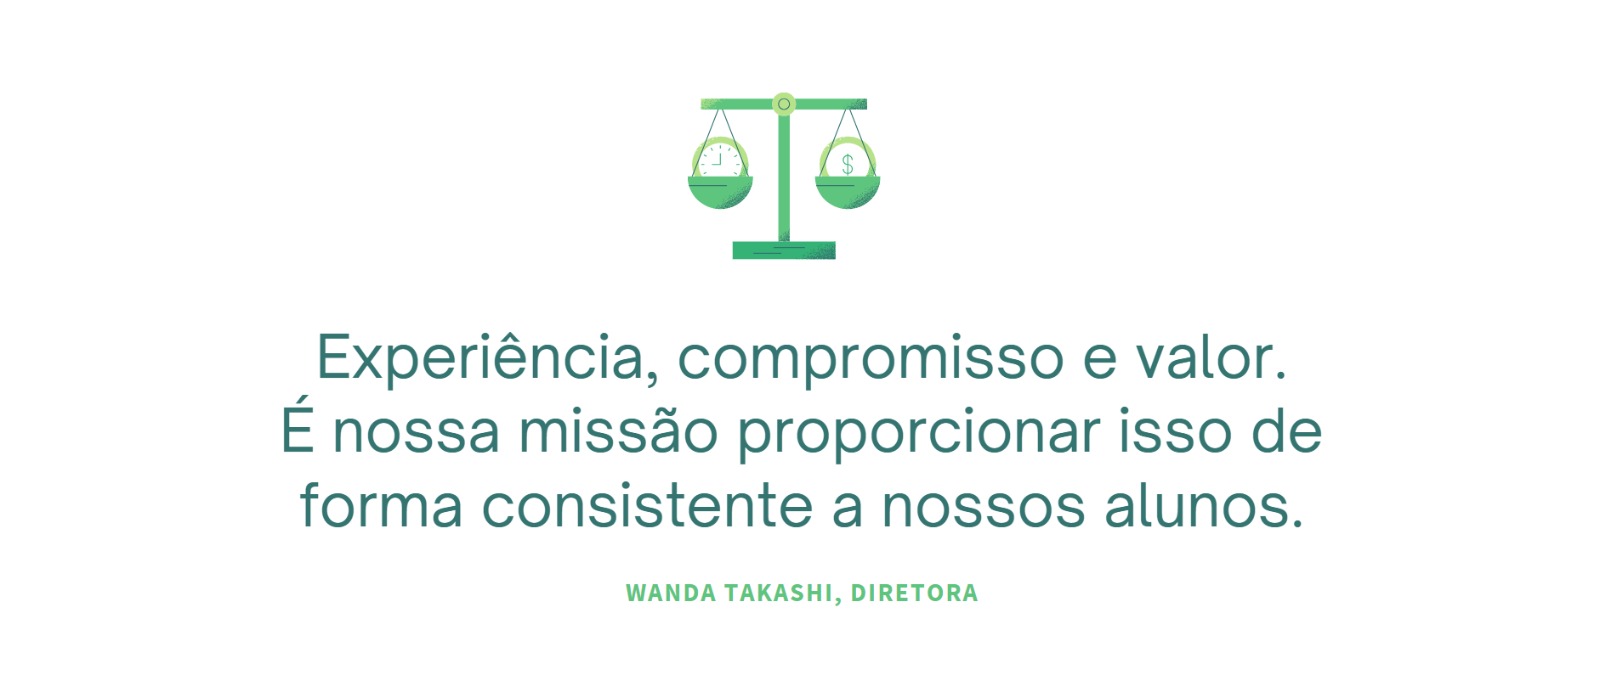 $
Experiência, compromisso e valor.
É nossa missão proporcionar isso de
forma consistente a nossos alunos.
WANDA TAKASHI, DIRETORA